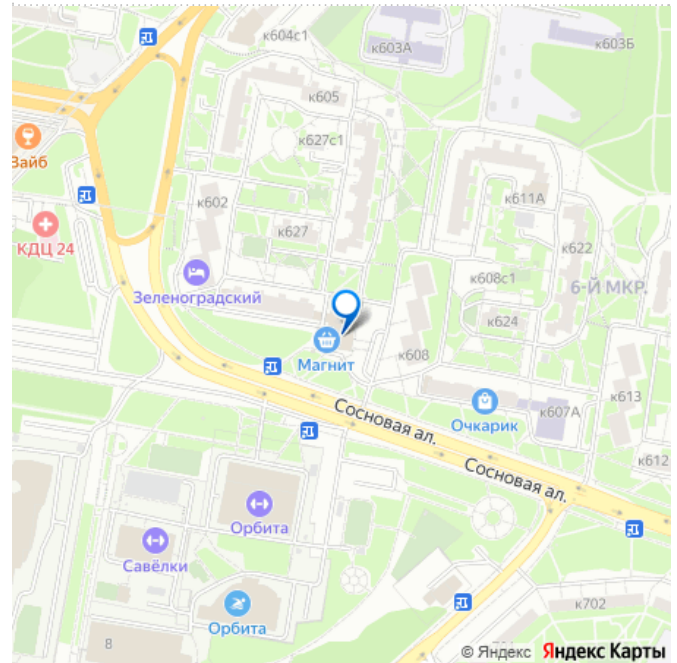 к604с1
к603А
к603Б
к605
Вайб
к627с1
к602
к611А
КДЦ 24
к627
к622
к608с1
Зеленоградский
6-Й МКР.
к624
Магнит
к608
Очкарик
к613
к607А
Сосновая ал.
к612
Сосновая ал.
Орбита
Савёлки
к702
Орбита
8
© Яндекс Яндекс Карты